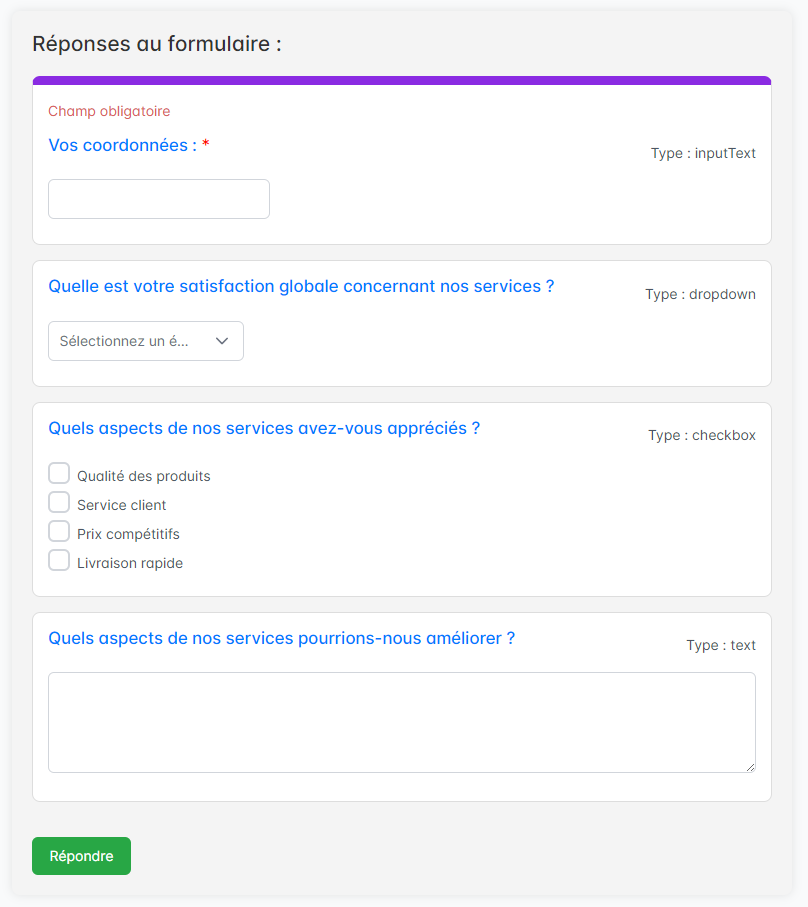 Réponses au formulaire :
Champ obligatoire
Vos coordonnées : *
Type : inputText
Quelle est votre satisfaction globale concernant nos services ?
Type : dropdown
Sélectionnez un é...
Quels aspects de nos services avez-vous appréciés ?
Type : checkbox
Qualité des produits
Service client
Prix compétitifs
Livraison rapide
Quels aspects de nos services pourrions-nous améliorer ?
Type : text
Répondre